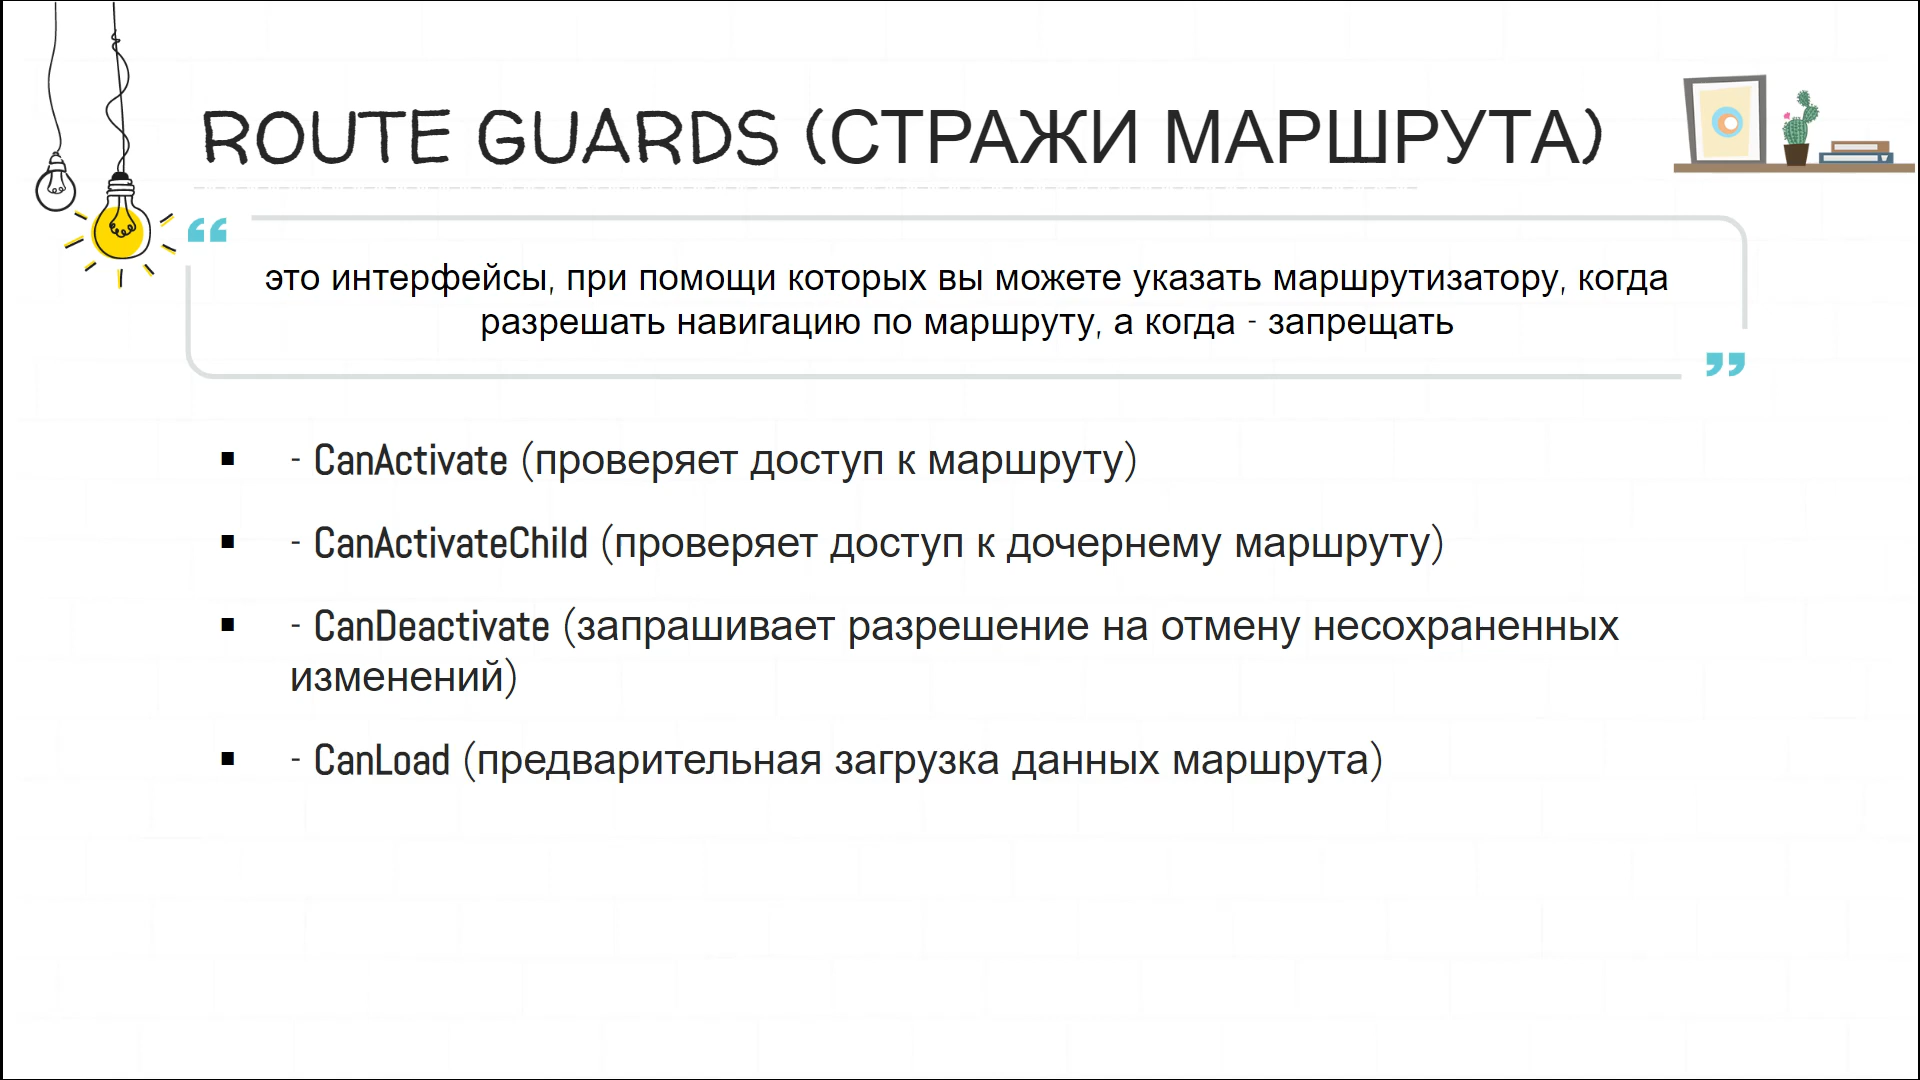 ROUTE GUARDS (СТРАЖИ МАРШРУТА)
“
это интерфейсы, при помощи которых вы можете указать маршрутизатору, когда
разрешать навигацию по маршруту, а когда - запрещать
”
▪ - CanActivate (проверяет доступ к маршруту)
▪ - CanActivateChild (проверяет доступ к дочернему маршруту)
▪ - CanDeactivate (запрашивает разрешение на отмену несохраненных
изменений)
▪ - CanLoad (предварительная загрузка данных маршрута)